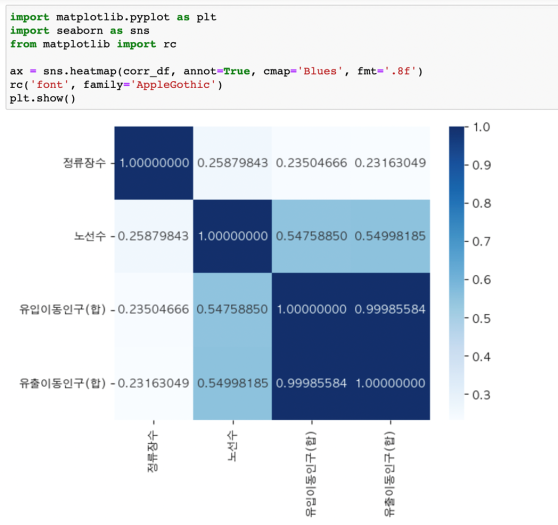 import matplotlib.pyplot as plt
import seaborn as sns
from matplotlib import rc
ax = sns.heatmap(corr_df, annot=True, cmap='Blues', fmt='.8f')
rc('font', family='AppleGothic')
plt.show()
정류장수 1.00000000 0.25879843 0.23504666 0.23163049
노선수 0.25879843 1.00000000 0.54758850 0.54998185
유입이동인구(합) 0.23504666 0.54758850 1.00000000 0.99985584
유출이동인구(합) 0.23163049 0.54998185 0.99985584 1.00000000
정류장수
노선수
유입이동인구(합)
유출이동인구(합)
1.0
0.9
0.8
0.7
0.6
0.5
0.4
0.3